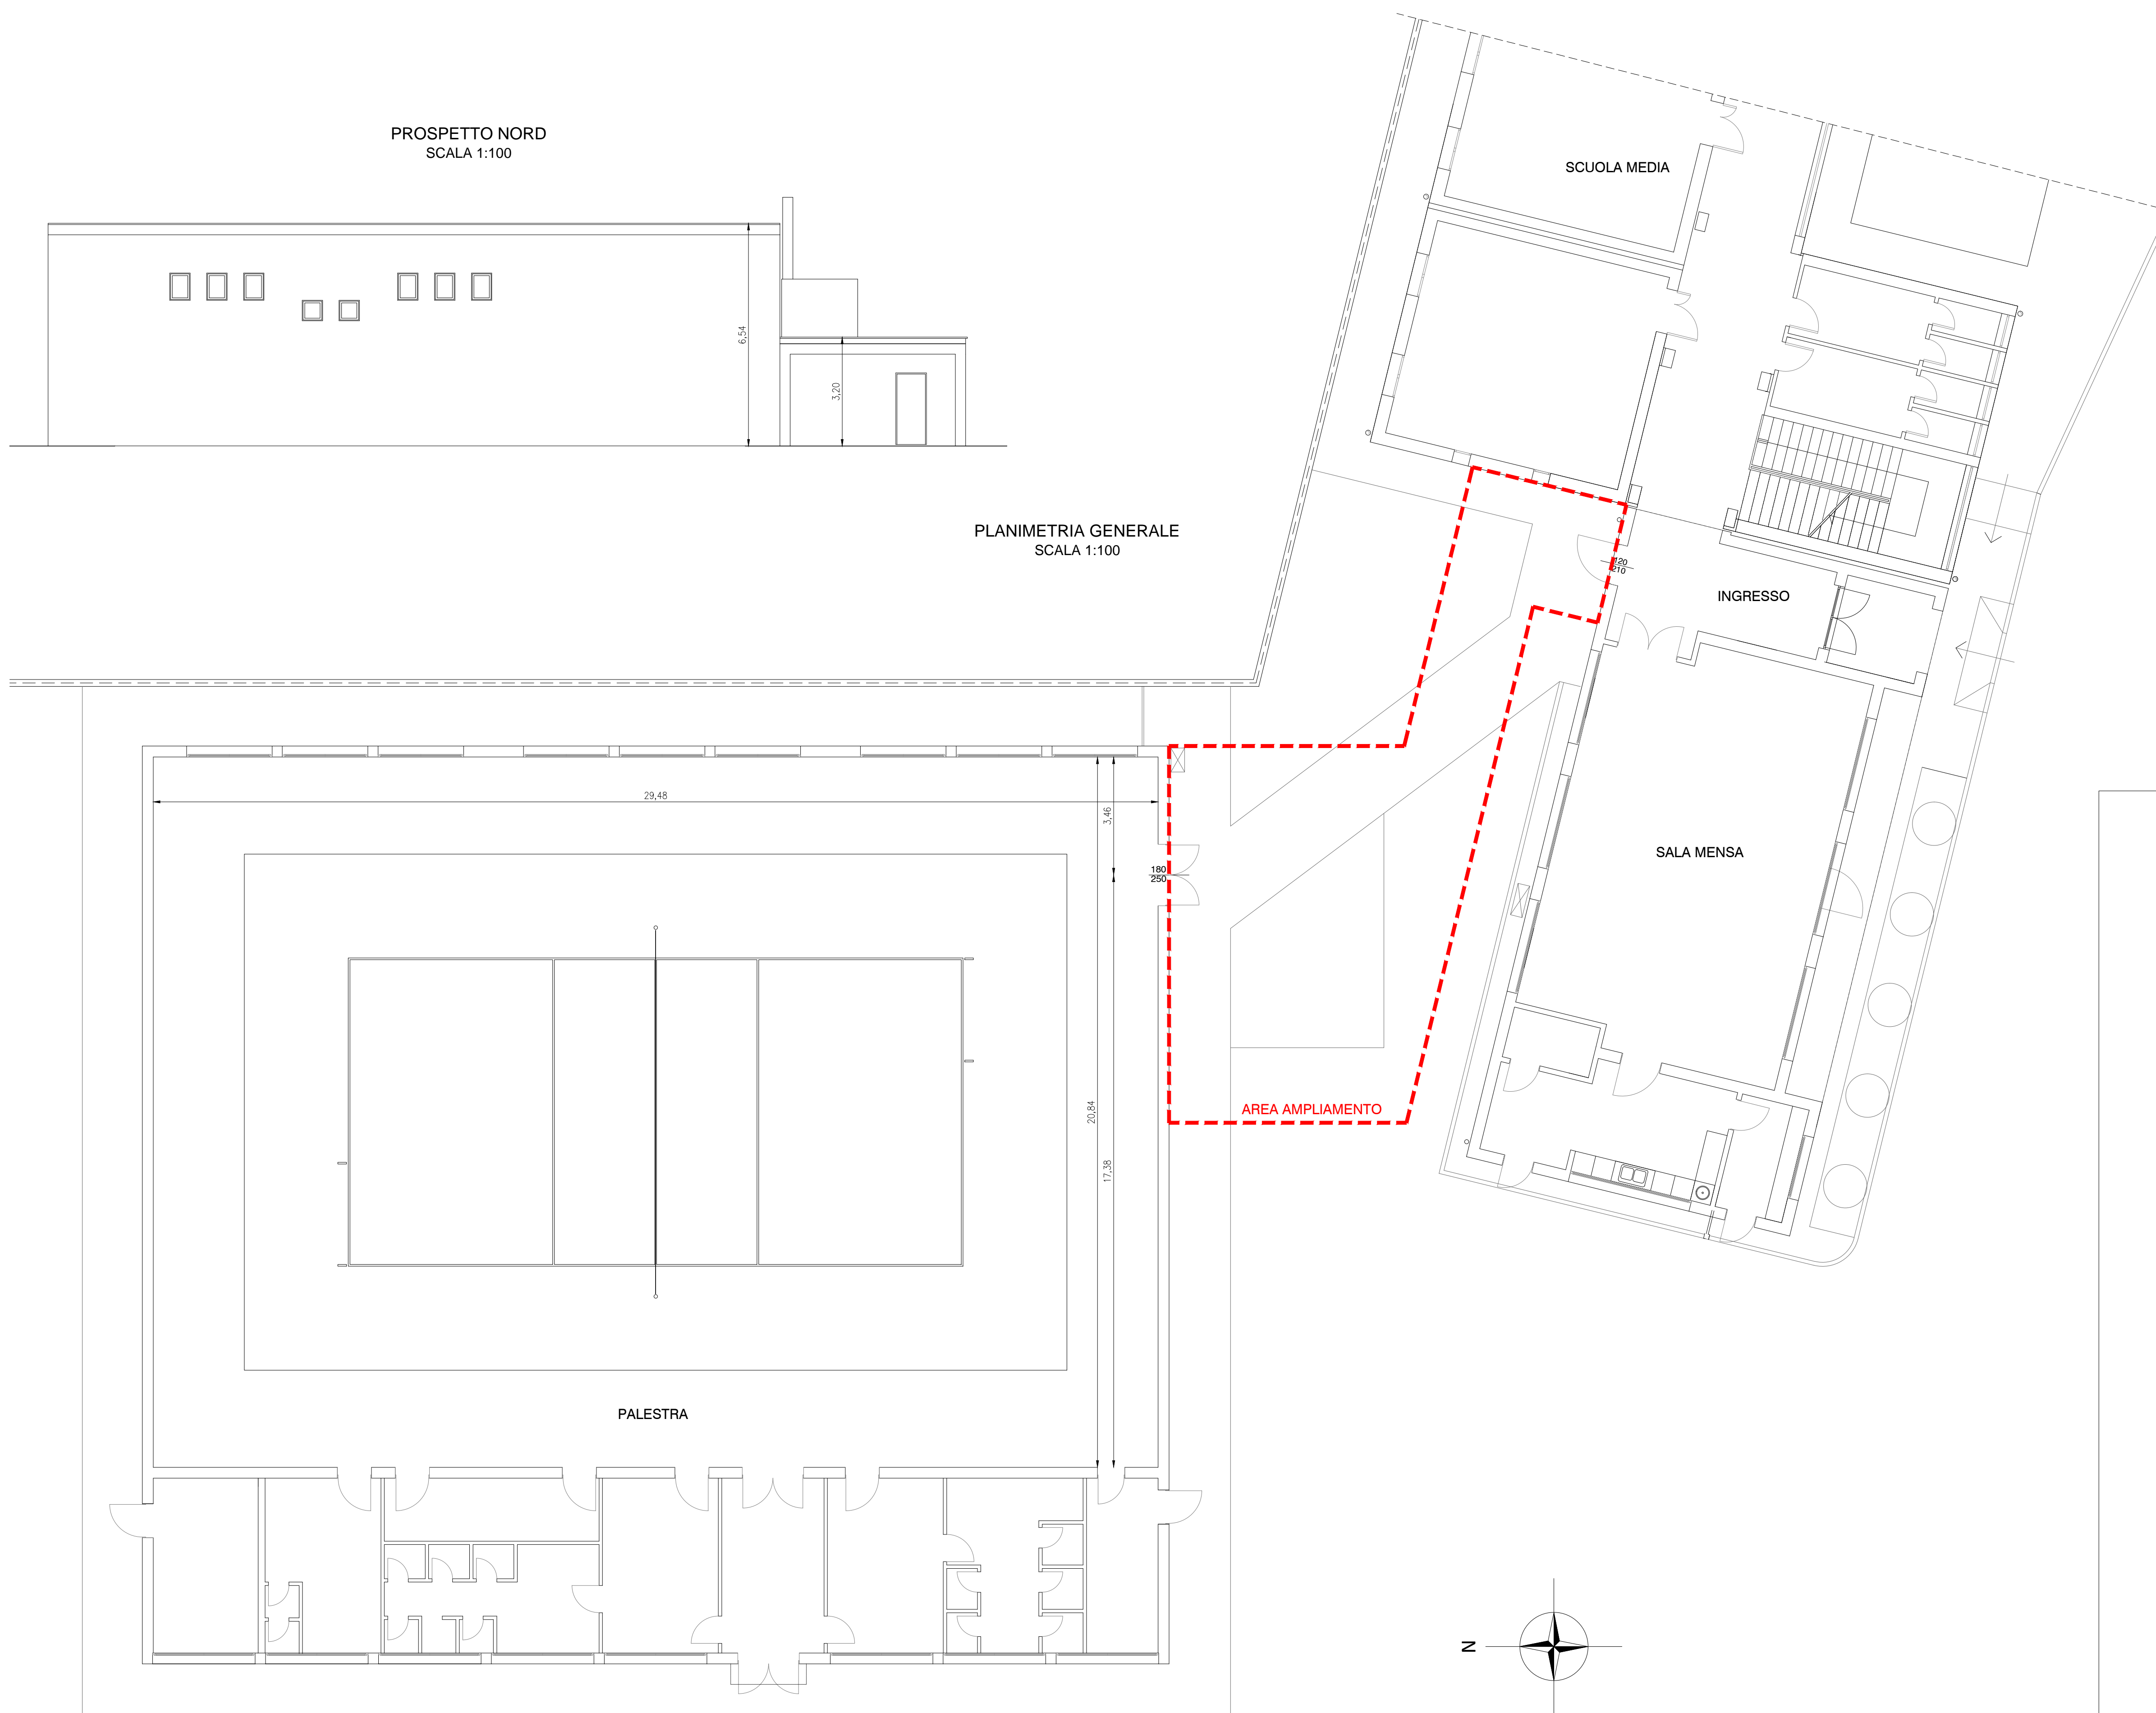 PROSPETTO NORD
SCALA 1:100
6,54
3,20
PLANIMETRIA GENERALE
SCALA 1:100
SCUOLA MEDIA
120
210
INGRESSO
29,48
3,46
180
250
SALA MENSA
20,84
17,38
AREA AMPLIAMENTO
PALESTRA
N